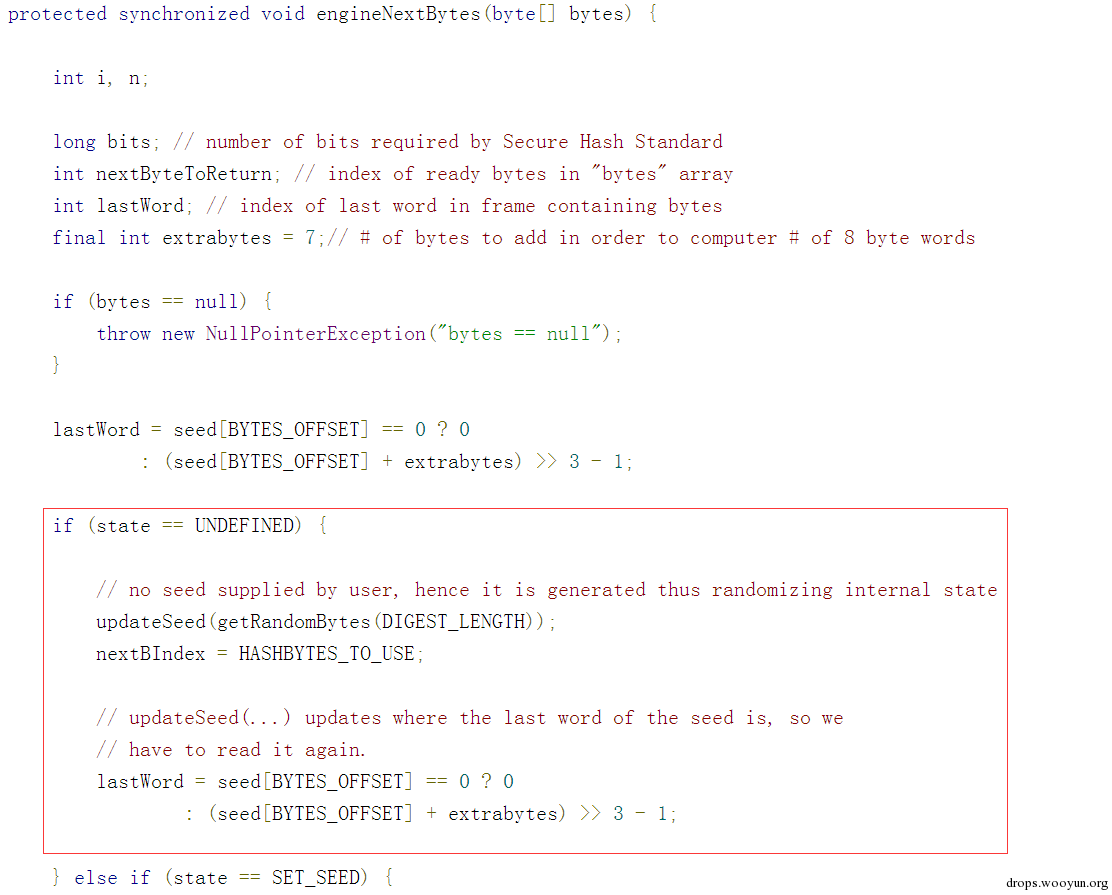 protected synchronized void engineNextBytes(byte[] bytes) {
int i, n;
long bits; // number of bits required by Secure Hash Standard
int nextByteToReturn; // index of ready bytes in "bytes" array
int lastWord; // index of last word in frame containing bytes
final int extrabytes = 7;// # of bytes to add in order to computer # of 8 byte words
if (bytes == null) {
throw new NullPointerException("bytes == null");
}
lastWord = seed[BYTES_OFFSET] == 0 ? 0
: (seed[BYTES_OFFSET] + extrabytes) >> 3 - 1;
if (state == UNDEFINED) {
// no seed supplied by user, hence it is generated thus randomizing internal state
updateSeed(getRandomBytes(DIGEST_LENGTH));
nextBIndex = HASHBYTES_TO_USE;
// updateSeed(...) updates where the last word of the seed is, so we
// have to read it again.
lastWord = seed[BYTES_OFFSET] == 0 ? 0
: (seed[BYTES_OFFSET] + extrabytes) >> 3 - 1;
} else if (state == SET_SEED) {
drops.wooyun.org